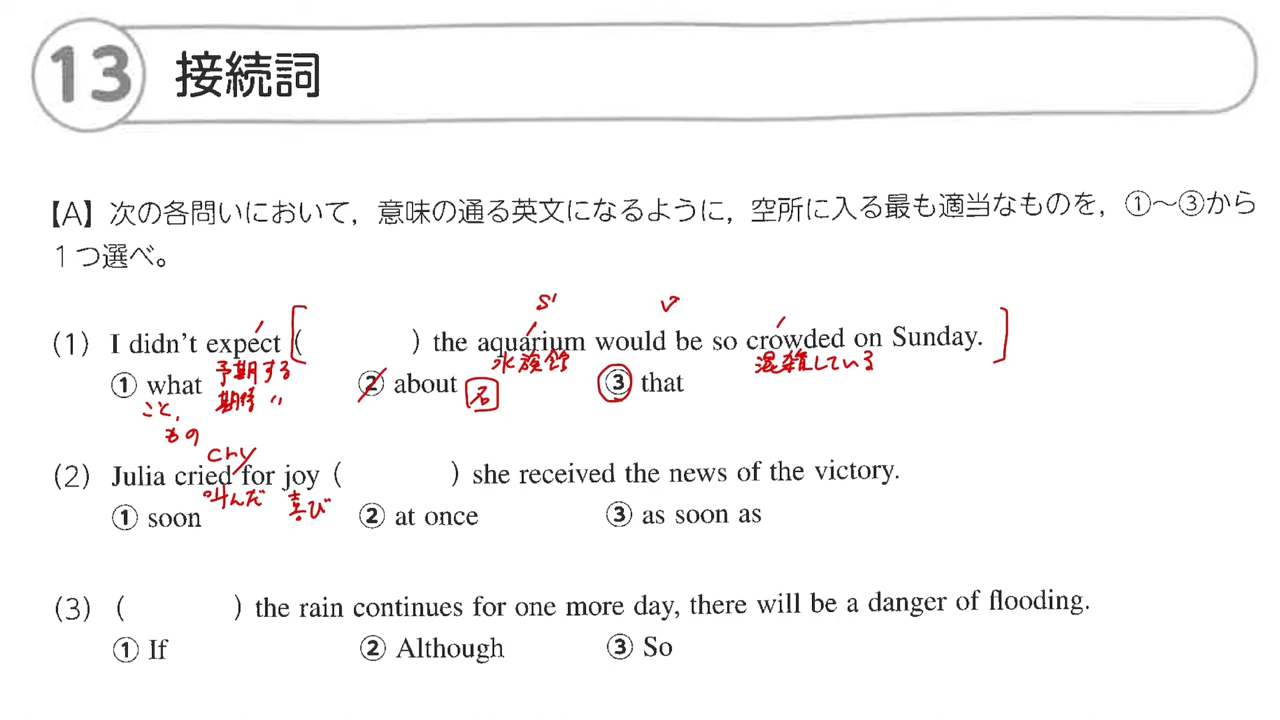 13 接続詞
【A】次の各問いにおいて，意味の通る英文になるように，空所に入る最も適当なものを，①～③から
1つ選べ。
S' V
(1) I didn't expect [( ) the aquarium would be so crowded on Sunday.]
予期する 水族館 混雑している
① what ② about 名 ③ that
こと、 期待 〃
もの
cry
(2) Julia cried for joy ( ) she received the news of the victory.
叫んだ 喜び
① soon ② at once ③ as soon as
(3) ( ) the rain continues for one more day, there will be a danger of flooding.
① If ② Although ③ So